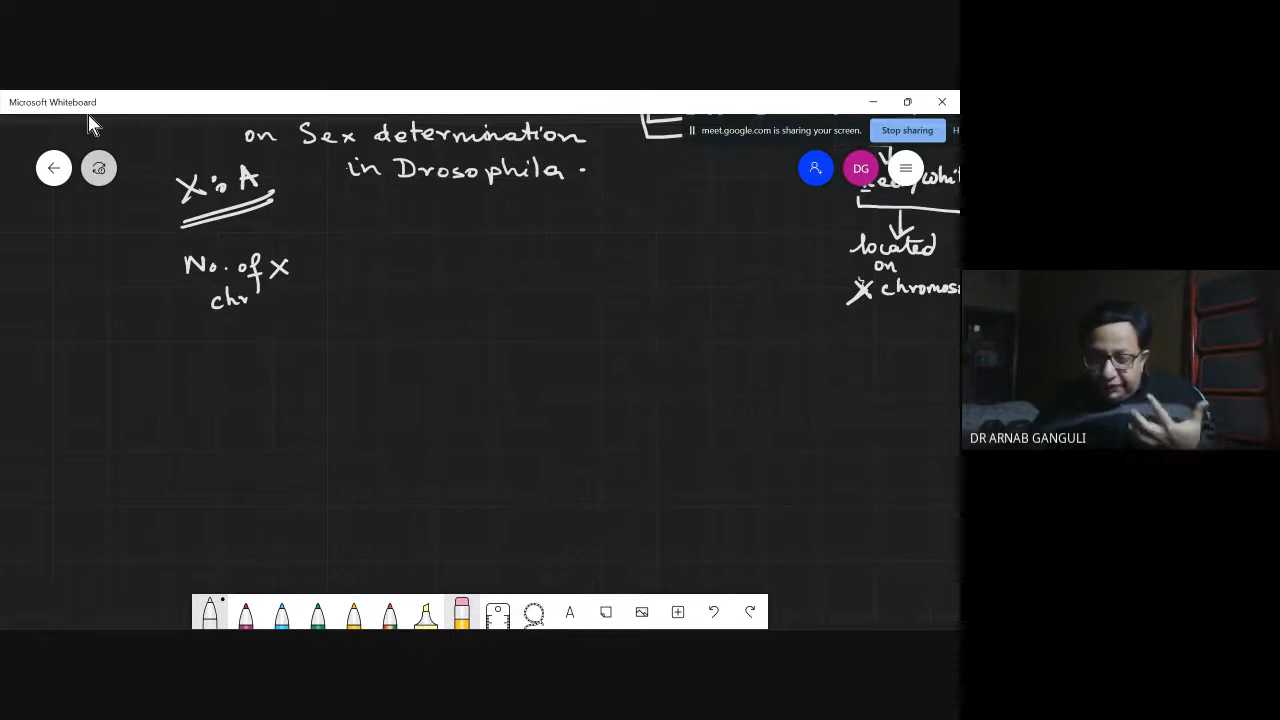 Microsoft Whiteboard
on Sex determination
in Drosophila.
meet.google.com is sharing your screen.
Stop sharing
H
DG
X:A
located
on
X chromos
No. of X
chr
DR ARNAB GANGULI
A